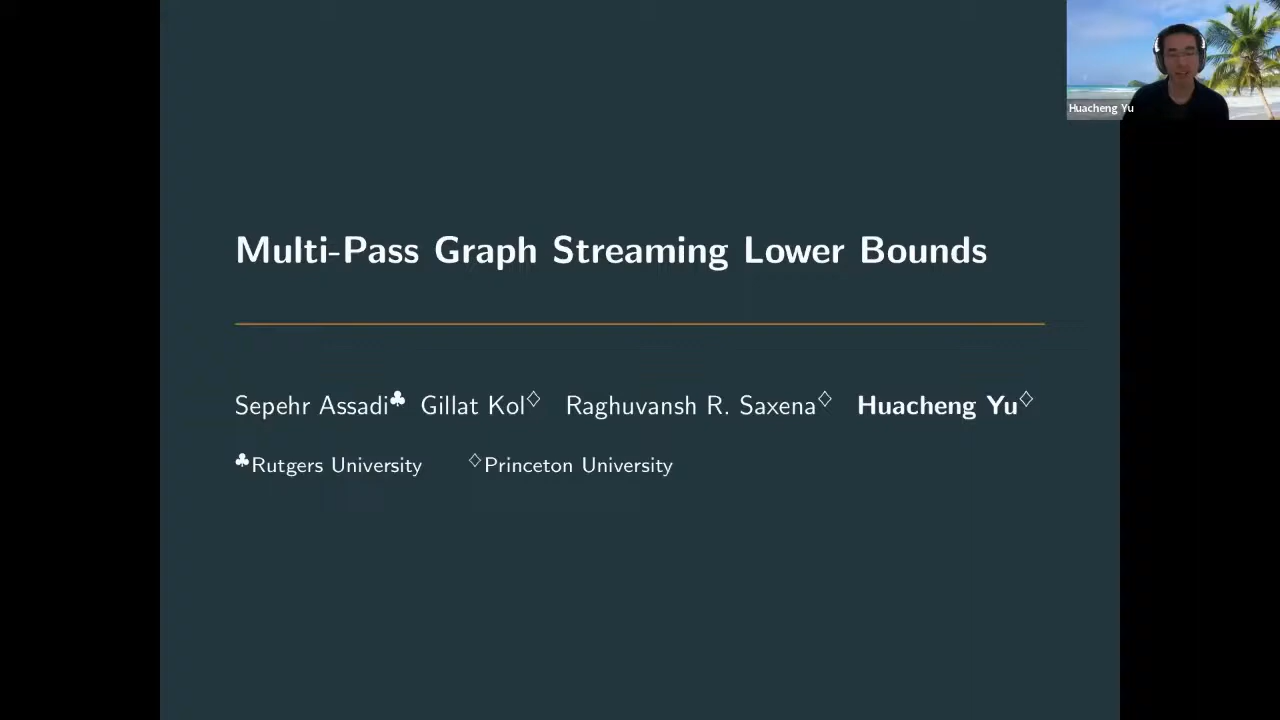 Huacheng Yu
Multi-Pass Graph Streaming Lower Bounds
Sepehr Assadi♣ Gillat Kol♢ Raghuvansh R. Saxena♢ Huacheng Yu♢
♣Rutgers University ♢Princeton University